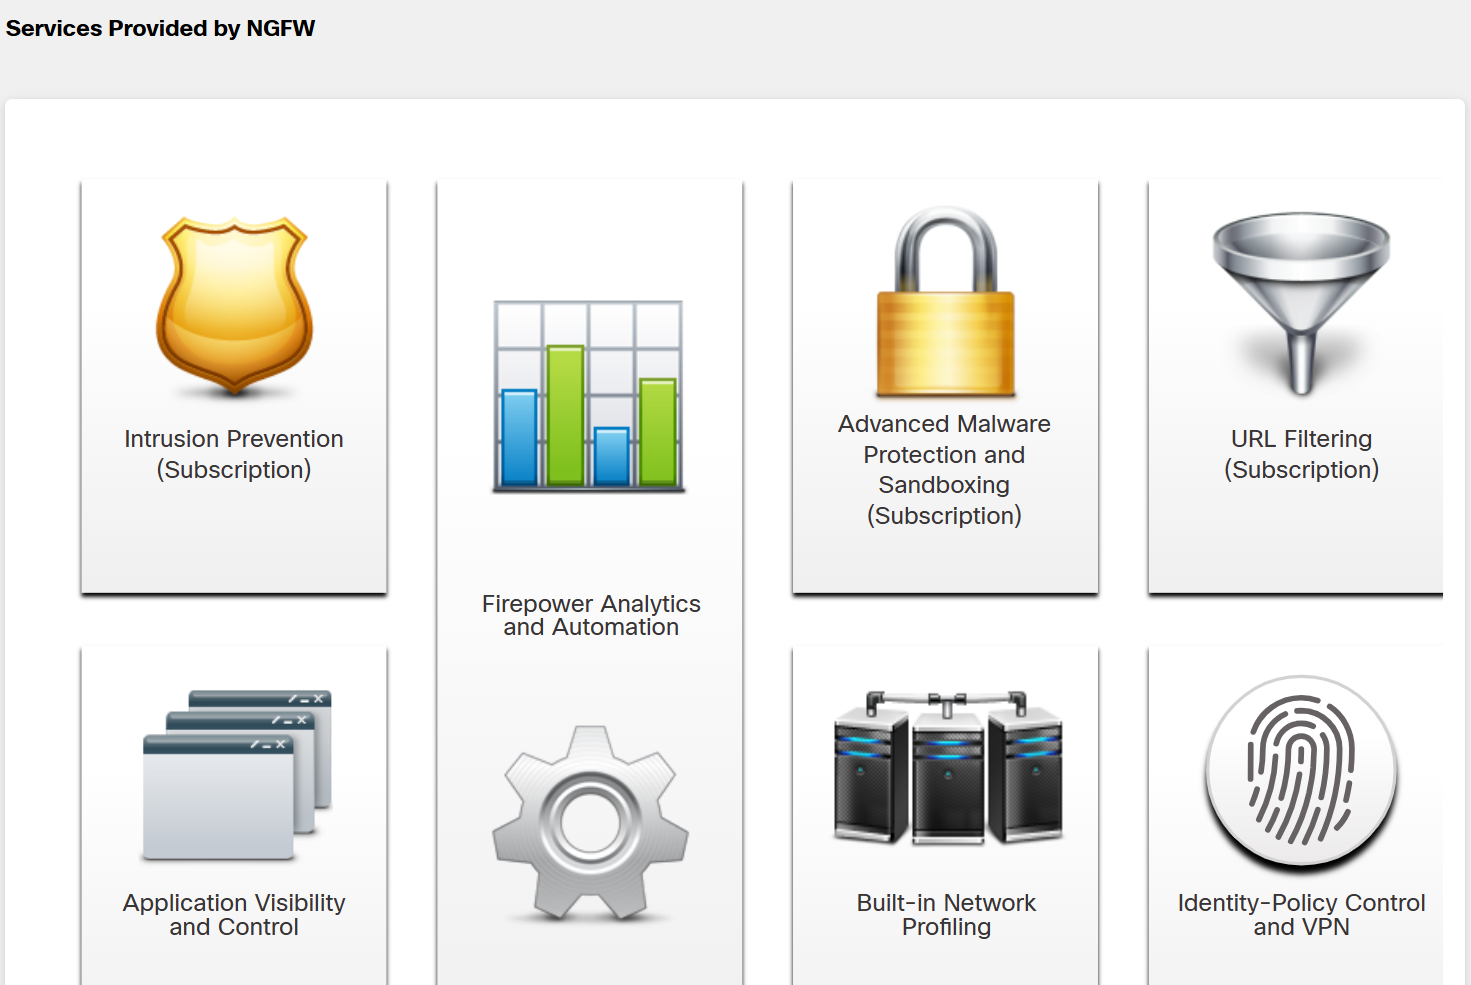 Services Provided by NGFW
Intrusion Prevention
(Subscription)
Firepower Analytics
and Automation
Advanced Malware
Protection and
Sandboxing
(Subscription)
URL Filtering
(Subscription)
Application Visibility
and Control
Built-in Network
Profiling
Identity-Policy Control
and VPN